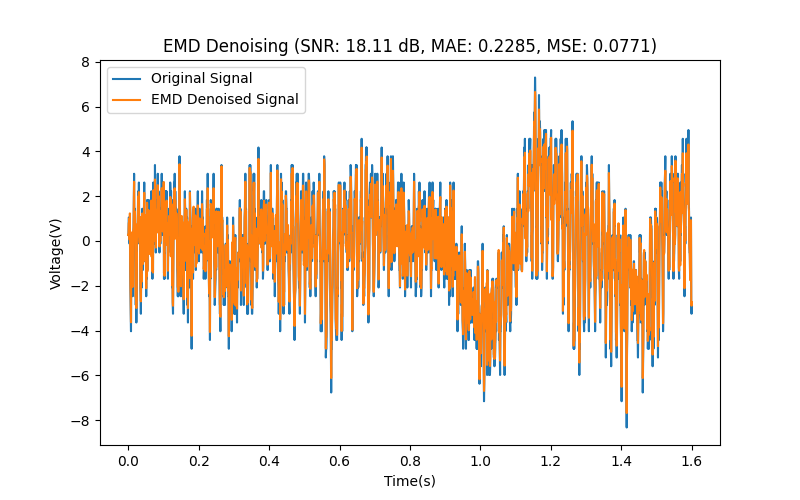 EMD Denoising (SNR: 18.11 dB, MAE: 0.2285, MSE: 0.0771)
Original Signal
EMD Denoised Signal
Voltage(V)
8
6
4
2
0
−2
−4
−6
−8
0.0 0.2 0.4 0.6 0.8 1.0 1.2 1.4 1.6
Time(s)